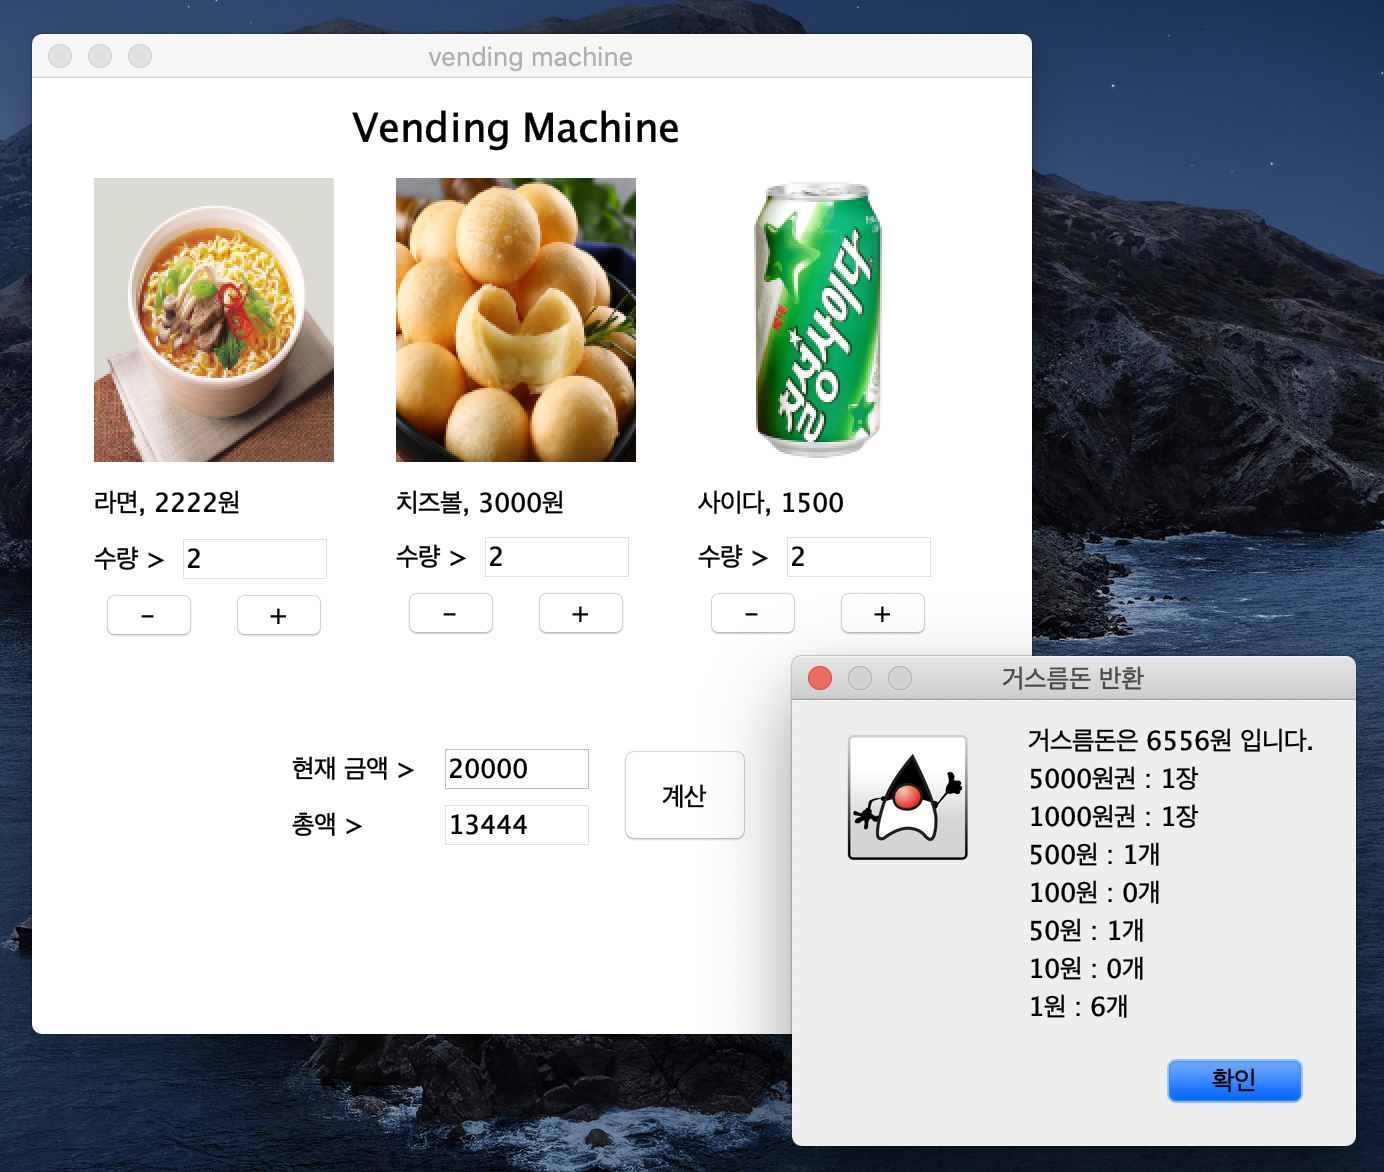 vending machine
Vending Machine
칠성사이다
라면, 2222원
치즈볼, 3000원
사이다, 1500
수량 > 2
수량 > 2
수량 > 2
- +
- +
- +
현재 금액 > 20000
총액 > 13444
계산
거스름돈 반환
거스름돈은 6556원 입니다.
5000원권 : 1장
1000원권 : 1장
500원 : 1개
100원 : 0개
50원 : 1개
10원 : 0개
1원 : 6개
확인